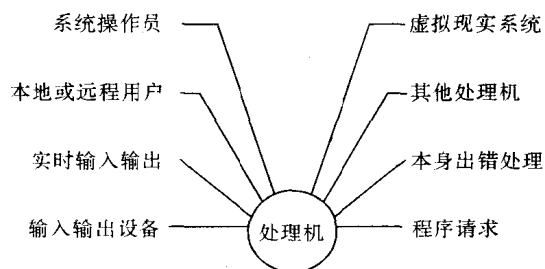 系统操作员
虚拟现实系统
本地或远程用户
其他处理机
实时输入输出
本身出错处理
输入输出设备
处理机
程序请求